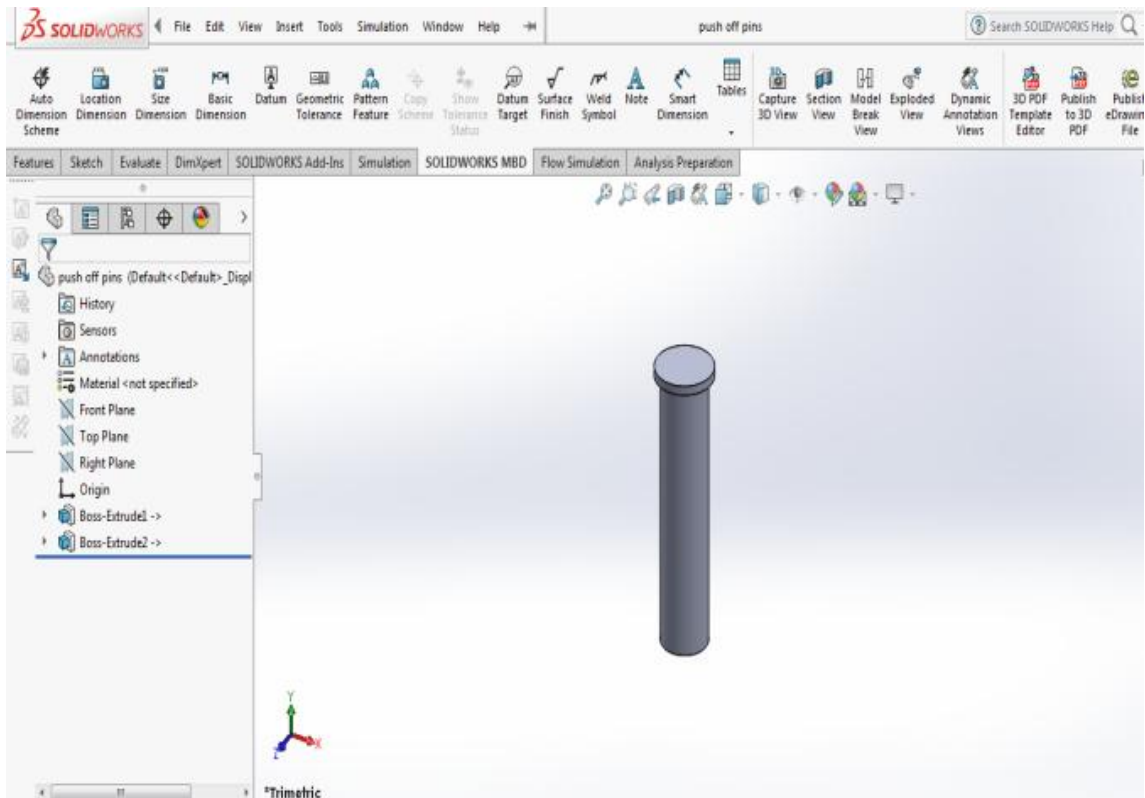 SOLIDWORKS File Edit View Insert Tools Simulation Window Help push off pins Search SOLIDWORKS Help
Auto Dimension Scheme
Location Dimension
Size Dimension
Basic Dimension
Datum
Geometric Tolerance
Pattern Feature
Copy Scheme
Show Tolerance Status
Datum Target
Surface Finish
Weld Symbol
Note
Smart Dimension
Tables
Capture 3D View
Section View
Model Break View
Exploded View
Dynamic Annotation Views
3D PDF Template Editor
Publish to 3D PDF
Publish eDrawin File
Features Sketch Evaluate DimXpert SOLIDWORKS Add-Ins Simulation SOLIDWORKS MBD Flow Simulation Analysis Preparation
push off pins (Default<<Default>_Displ
History
Sensors
Annotations
Material <not specified>
Front Plane
Top Plane
Right Plane
Origin
Boss-Extrude1 ->
Boss-Extrude2 ->
Y
X
Z
*Trimetric